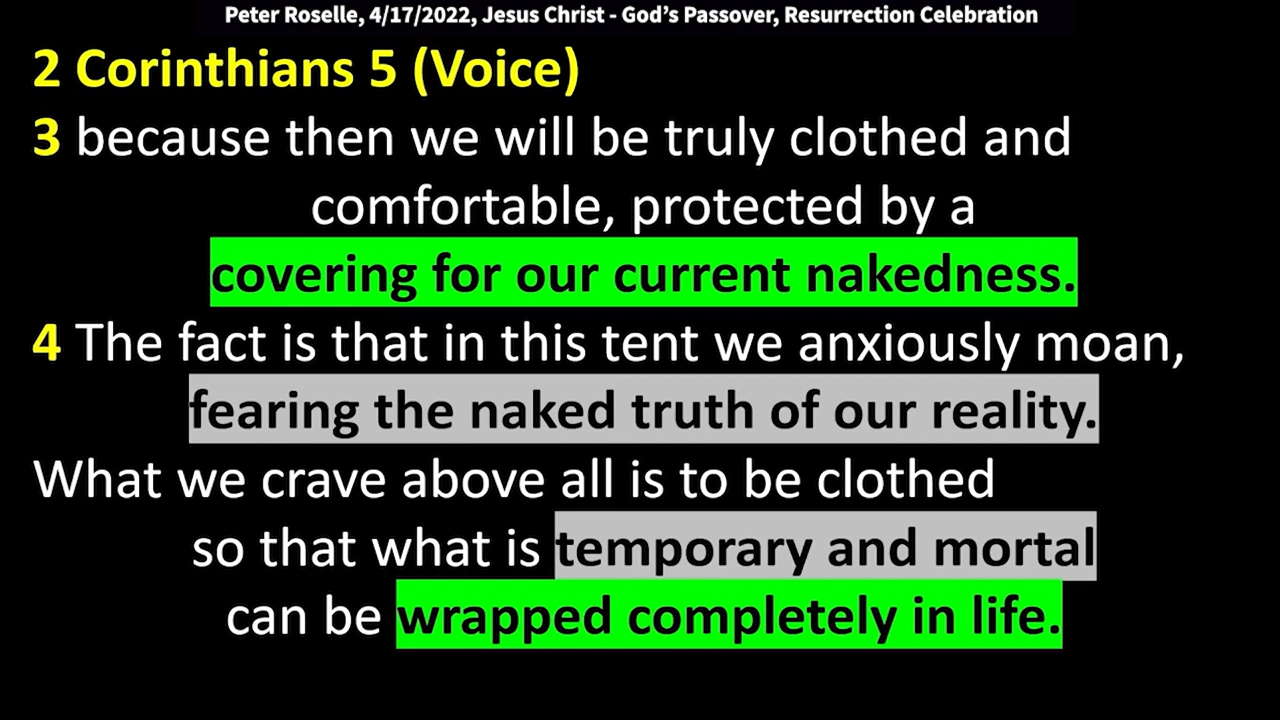 Peter Roselle, 4/17/2022, Jesus Christ - God’s Passover, Resurrection Celebration
2 Corinthians 5 (Voice)
3 because then we will be truly clothed and
comfortable, protected by a
covering for our current nakedness.
4 The fact is that in this tent we anxiously moan,
fearing the naked truth of our reality.
What we crave above all is to be clothed
so that what is temporary and mortal
can be wrapped completely in life.